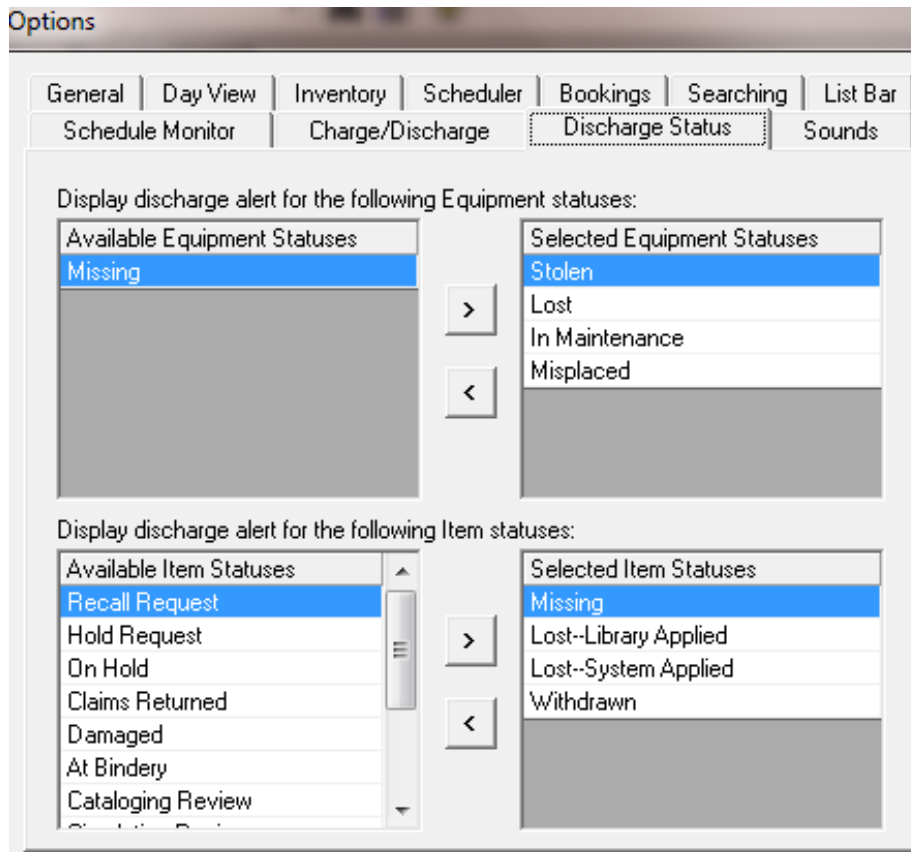 Options
General Day View Inventory Scheduler Bookings Searching List Bar
Schedule Monitor Charge/Discharge Discharge Status Sounds
Display discharge alert for the following Equipment statuses:
Available Equipment Statuses
Missing
>
<
Selected Equipment Statuses
Stolen
Lost
In Maintenance
Misplaced
Display discharge alert for the following Item statuses:
Available Item Statuses
Recall Request
Hold Request
On Hold
Claims Returned
Damaged
At Bindery
Cataloging Review
>
<
Selected Item Statuses
Missing
Lost--Library Applied
Lost--System Applied
Withdrawn